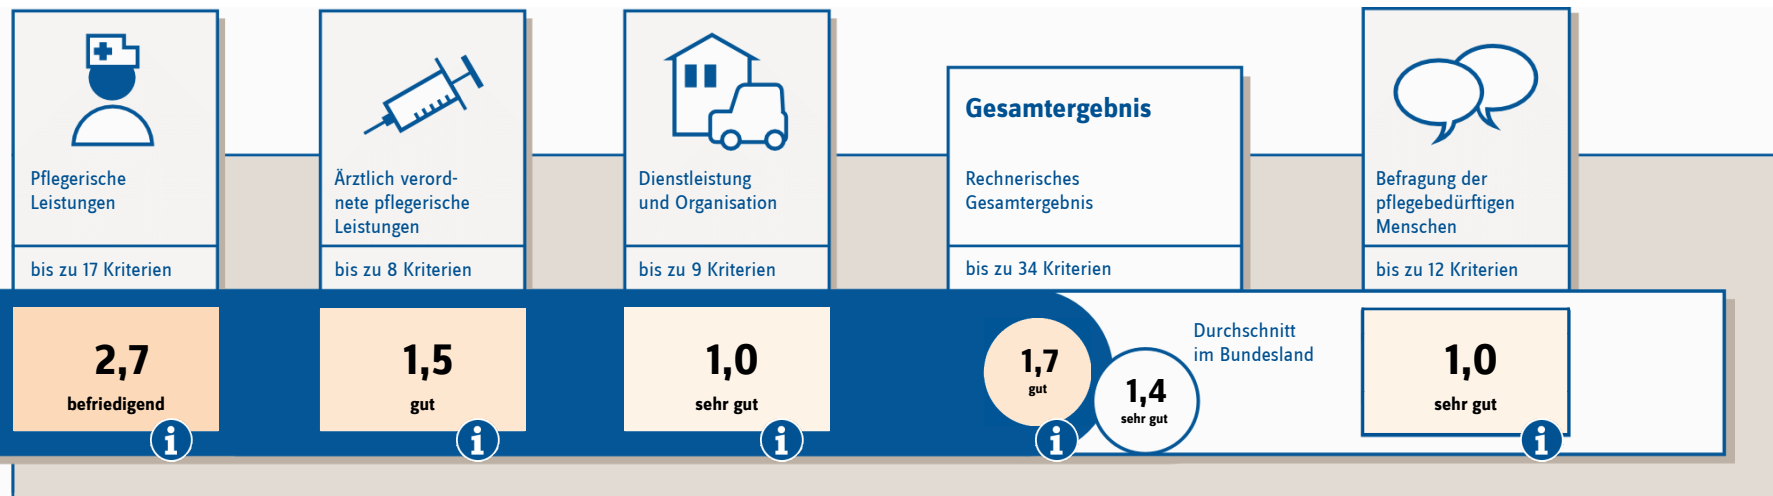 Pflegerische
Leistungen
bis zu 17 Kriterien
2,7
befriedigend
i
Ärztlich verord-
nete pflegerische
Leistungen
bis zu 8 Kriterien
1,5
gut
i
Dienstleistung
und Organisation
bis zu 9 Kriterien
1,0
sehr gut
i
Gesamtergebnis
Rechnerisches
Gesamtergebnis
bis zu 34 Kriterien
1,7
gut
i
1,4
sehr gut
Durchschnitt
im Bundesland
Befragung der
pflegebedürftigen
Menschen
bis zu 12 Kriterien
1,0
sehr gut
i